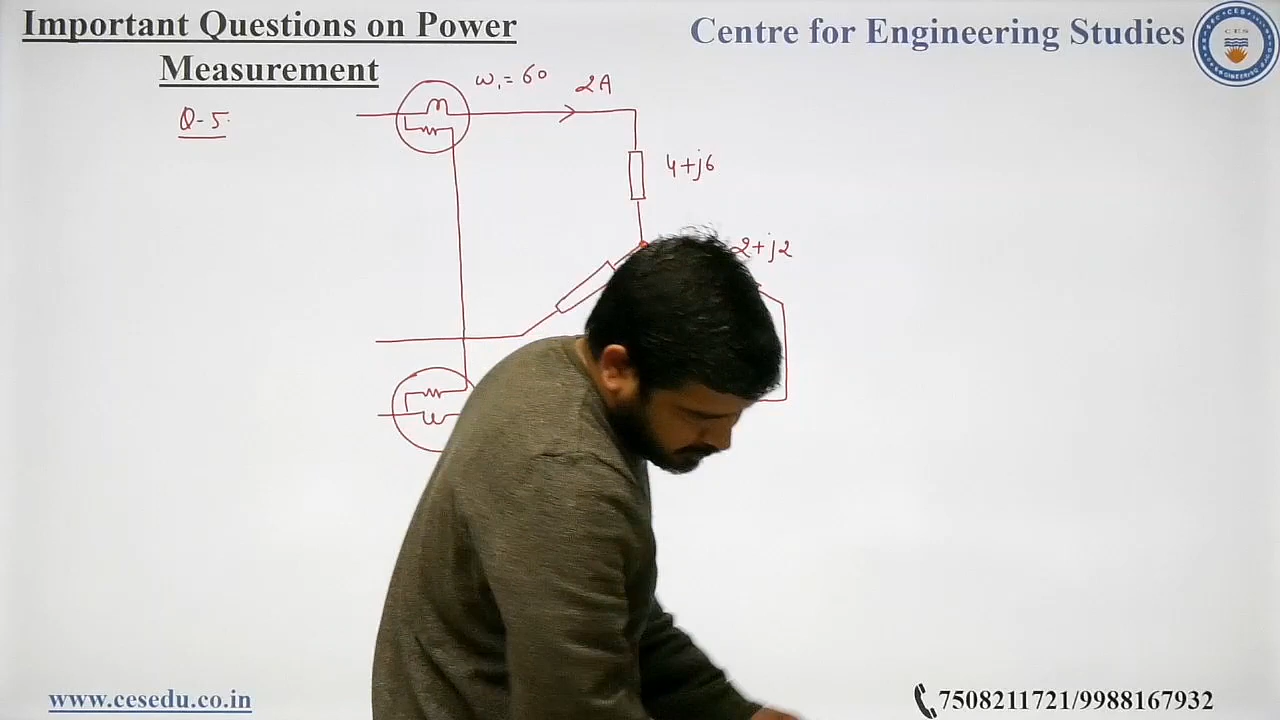 Important Questions on Power
Measurement
Centre for Engineering Studies
CES
Q-5.
W₁=60
2A
4+j6
2+j2
www.cesedu.co.in
7508211721/9988167932